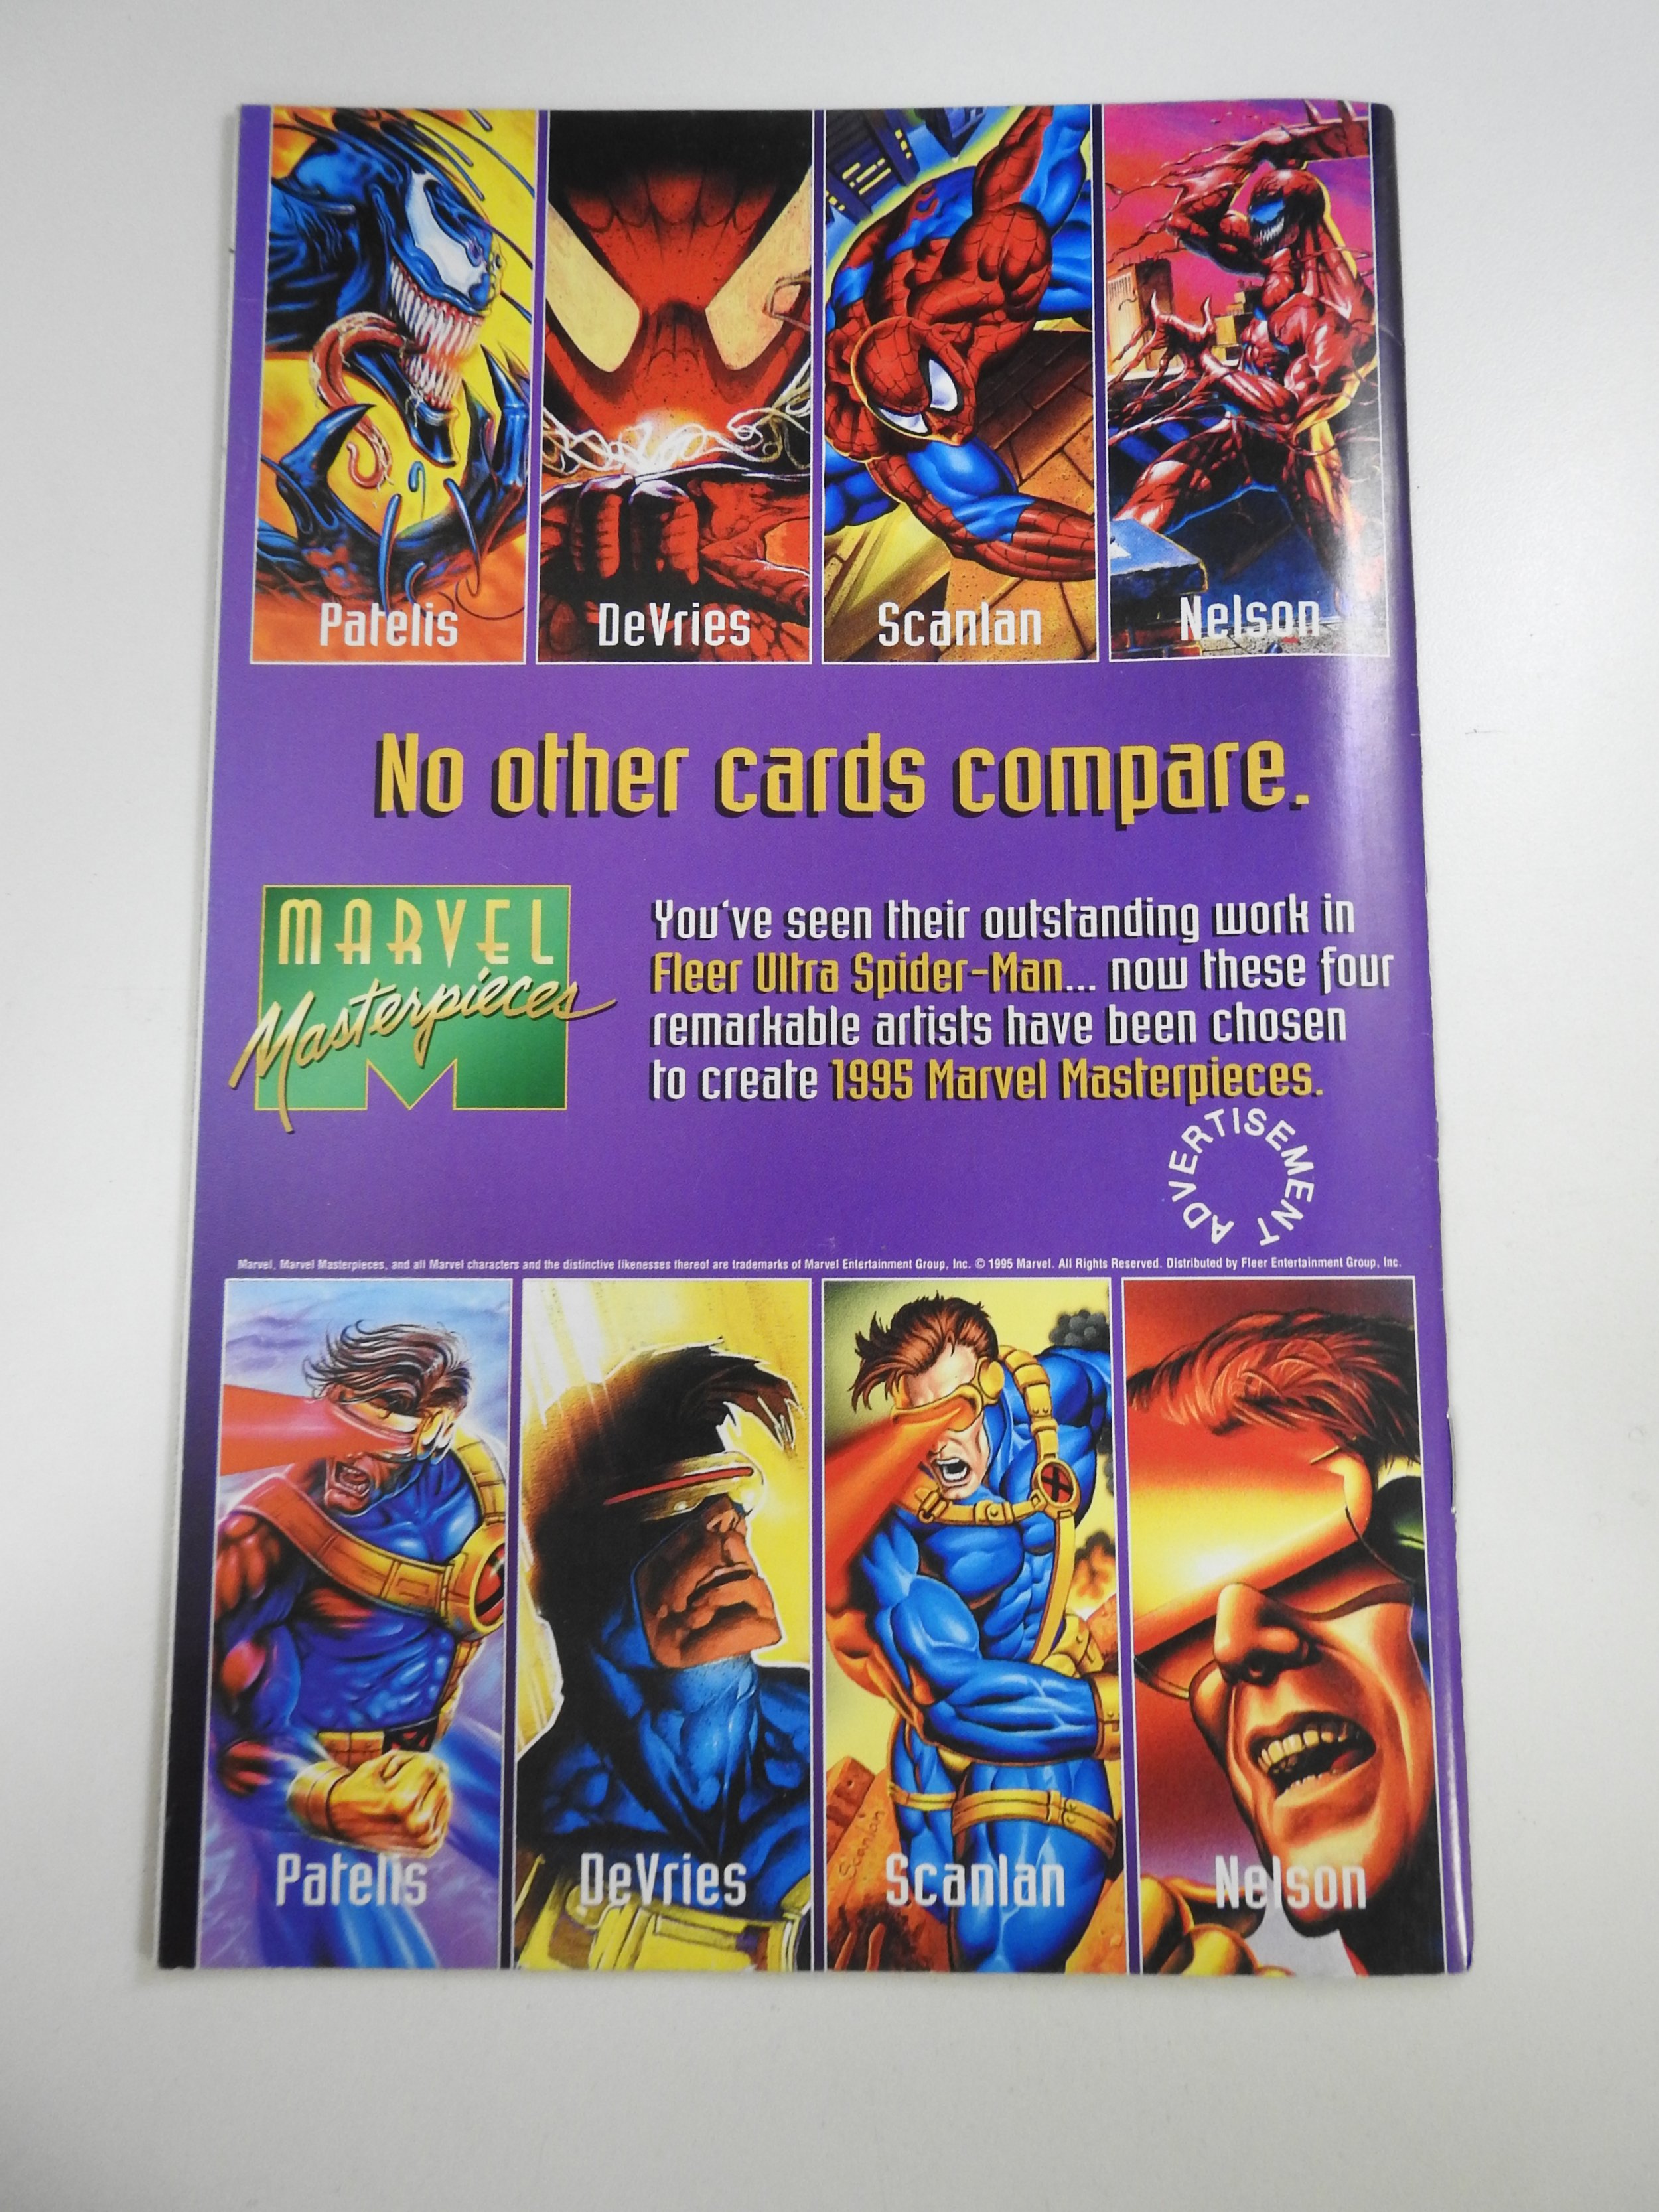 Patelis
DeVries
Scanlan
Nelson
No other cards compare.
MARVEL
Masterpieces
You've seen their outstanding work in
Fleer Ultra Spider-Man... now these four
remarkable artists have been chosen
to create 1995 Marvel Masterpieces.
ADVERTISEMENT
Marvel, Marvel Masterpieces, and all Marvel characters and the distinctive likenesses thereof are trademarks of Marvel Entertainment Group, Inc. © 1995 Marvel. All Rights Reserved. Distributed by Fleer Entertainment Group, Inc.
Scanlan
Patelis
DeVries
Scanlan
Nelson